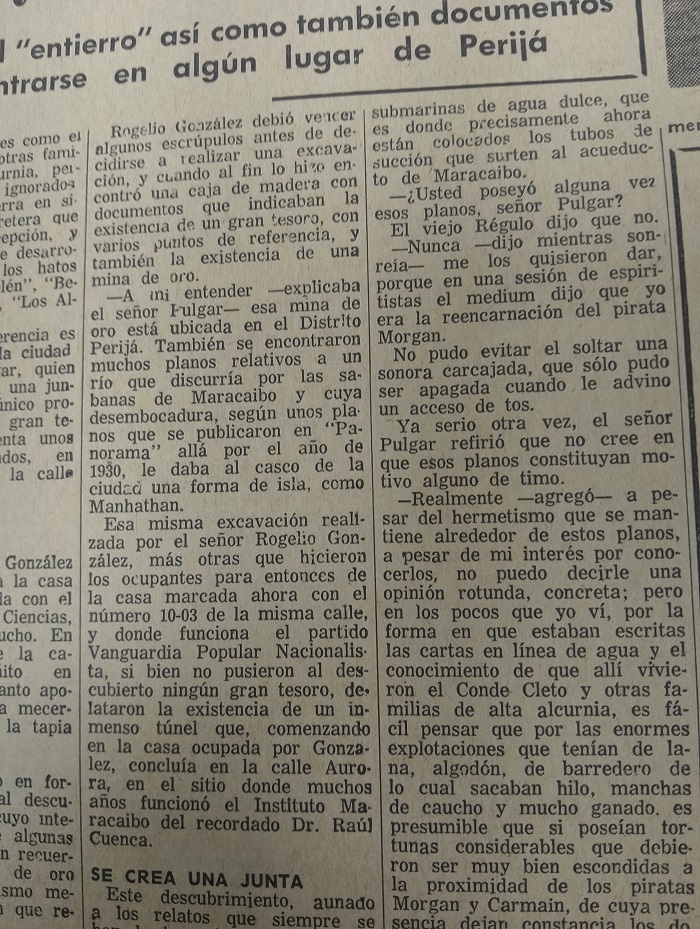 "entierro" así como también documentos
ntrarse en algún lugar de Perijá
es como el
otras fami-
urnia, per-
ignorados
rra en si-
retera que
epción, y
e desarro-
los hatos
lén", "Be-
"Los Al-
erencia es
la ciudad
ar, quien
una jun-
nico pro-
gran te-
enta unos
dos, en
la calle
González
a la casa
la con el
Ciencias,
ucho. En
e la ca-
ito en
anto apo-
a mecer-
la tapia
o en for-
al descu-
uyo inte-
e algunas
n recuer-
de oro
ismo me-
a que re-
Rogelio González debió vencer
algunos escrúpulos antes de de-
cidirse a realizar una excava-
ción, y cuando al fin lo hizo en-
contró una caja de madera con
documentos que indicaban la
existencia de un gran tesoro, con
varios puntos de referencia, y
también la existencia de una
mina de oro.
—A mi entender —explicaba
el señor Pulgar— esa mina de
oro está ubicada en el Distrito
Perijá. También se encontraron
muchos planos relativos a un
río que discurría por las sa-
banas de Maracaibo y cuya
desembocadura, según unos pla-
nos que se publicaron en "Pa-
norama" allá por el año de
1930, le daba al casco de la
ciudad una forma de isla, como
Manhathan.
Esa misma excavación reali-
zada por el señor Rogelio Gon-
zález, más otras que hicieron
los ocupantes para entonces de
la casa marcada ahora con el
número 10-03 de la misma calle,
y donde funciona el partido
Vanguardia Popular Nacionalis-
ta, si bien no pusieron al des-
cubierto ningún gran tesoro, de-
lataron la existencia de un in-
menso túnel que, comenzando
en la casa ocupada por Gonza-
lez, concluía en la calle Auro-
ra, en el sitio donde muchos
años funcionó el Instituto Ma-
racaibo del recordado Dr. Raúl
Cuenca.
SE CREA UNA JUNTA
Este descubrimiento, aunado
a los relatos que siempre se
submarinas de agua dulce, que
es donde precisamente ahora
están colocados los tubos de
succión que surten al acueduc-
to de Maracaibo.
—¿Usted poseyó alguna vez
esos planos, señor Pulgar?
El viejo Régulo dijo que no.
—Nunca —dijo mientras son-
reía— me los quisieron dar,
porque en una sesión de espiri-
tistas el medium dijo que yo
era la reencarnación del pirata
Morgan.
No pudo evitar el soltar una
sonora carcajada, que sólo pudo
ser apagada cuando le advino
un acceso de tos.
Ya serio otra vez, el señor
Pulgar refirió que no cree en
que esos planos constituyan mo-
tivo alguno de timo.
—Realmente —agregó— a pe-
sar del hermetismo que se man-
tiene alrededor de estos planos,
a pesar de mi interés por cono-
cerlos, no puedo decirle una
opinión rotunda, concreta; pero
en los pocos que yo ví, por la
forma en que estaban escritas
las cartas en línea de agua y el
conocimiento de que allí vivie-
ron el Conde Cleto y otras fa-
milias de alta alcurnia, es fá-
cil pensar que por las enormes
explotaciones que tenían de la-
na, algodón, de barredero de
lo cual sacaban hilo, manchas
de caucho y mucho ganado. es
presumible que si poseían for-
tunas considerables que debie-
ron ser muy bien escondidas a
la proximidad de los piratas
Morgan y Carmain, de cuya pre-
sencia dejan constancia los do-
mer